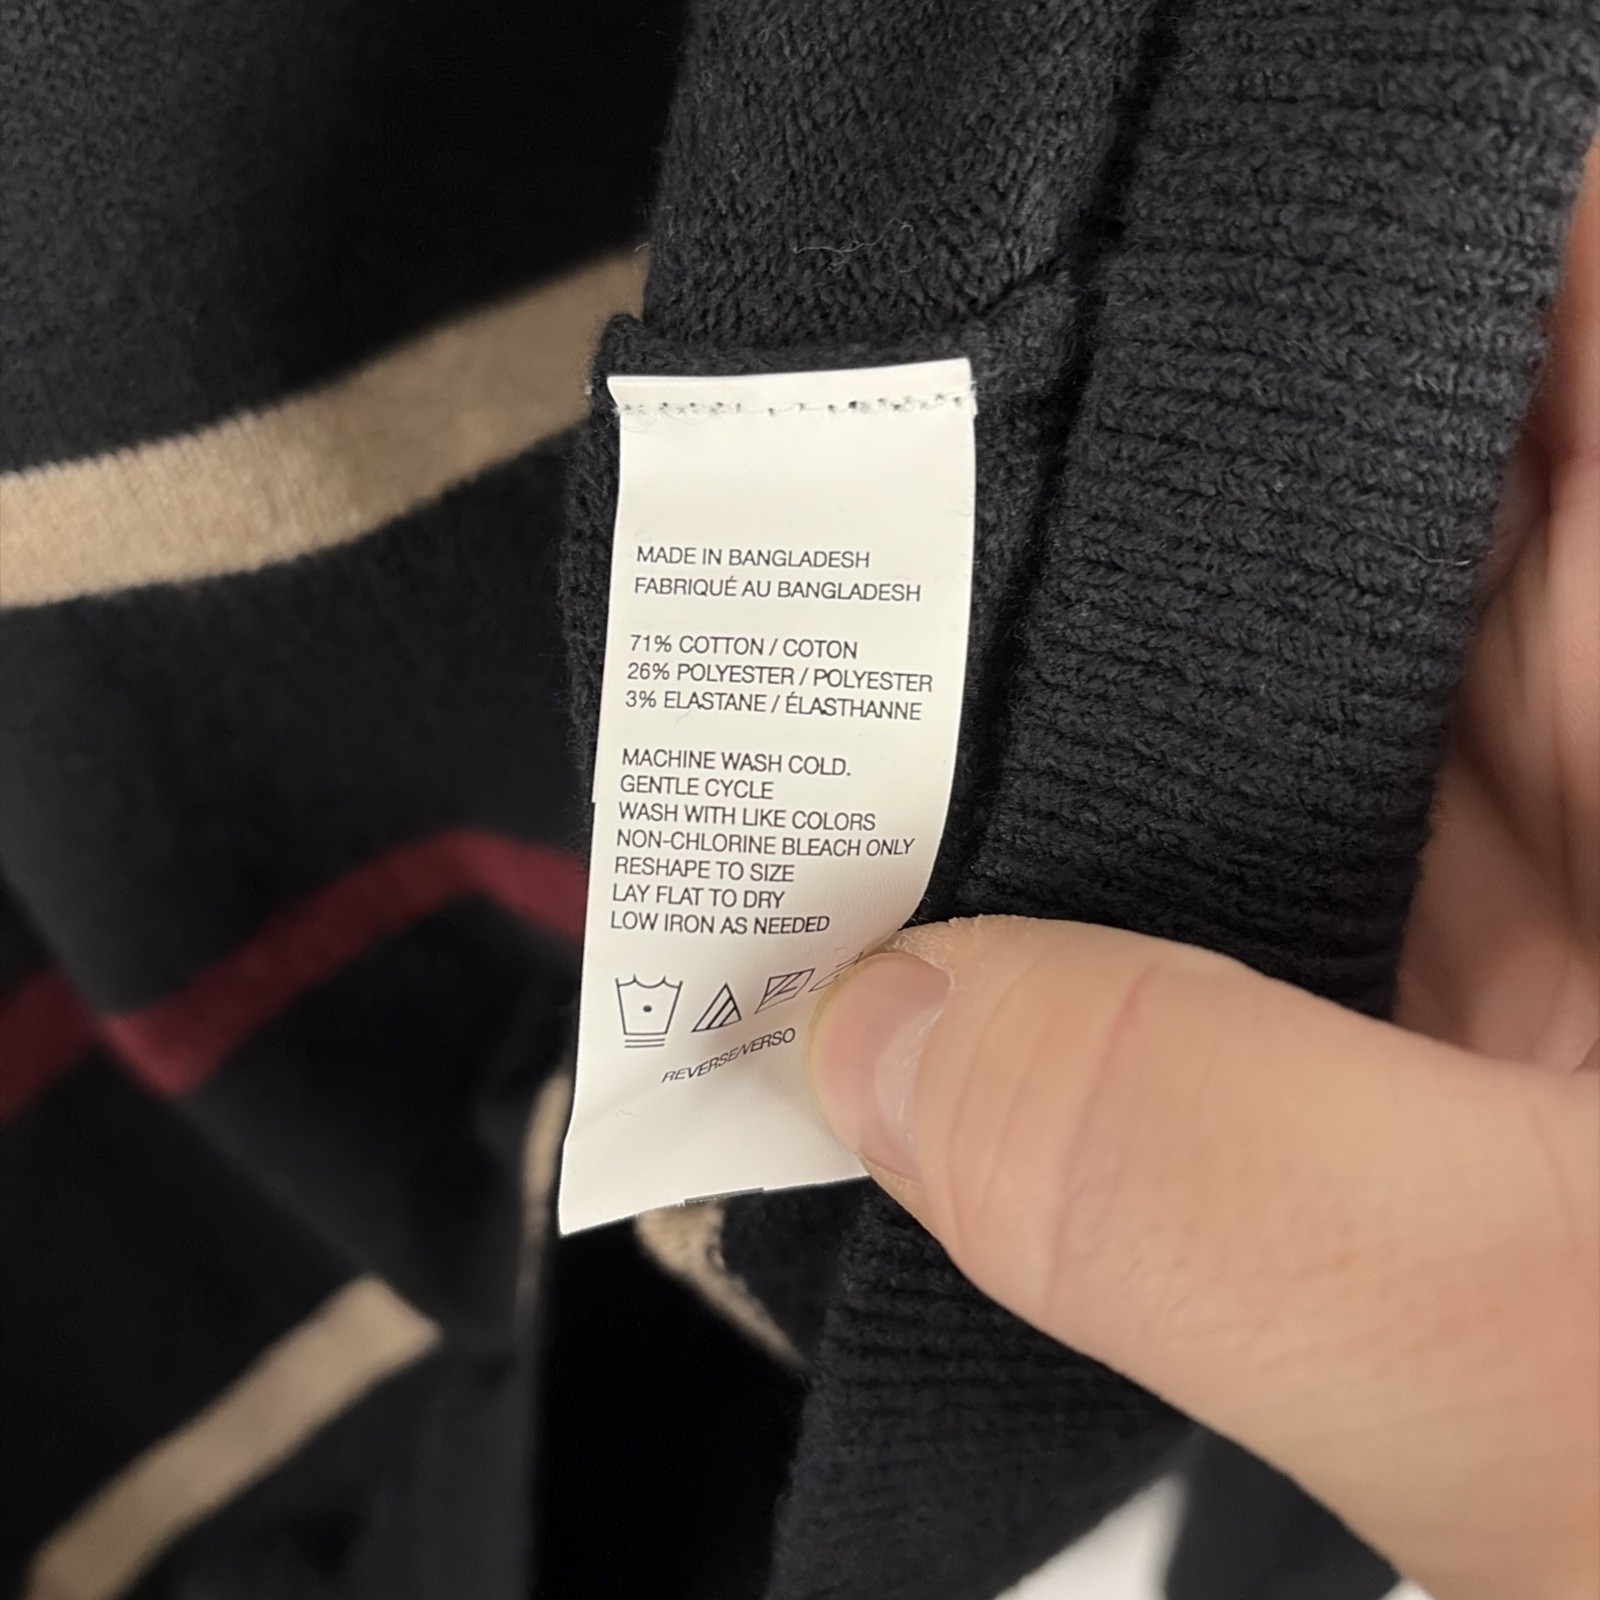 MADE IN BANGLADESH
FABRIQUÉ AU BANGLADESH
71% COTTON / COTON
26% POLYESTER / POLYESTER
3% ELASTANE / ÉLASTHANNE
MACHINE WASH COLD.
GENTLE CYCLE
WASH WITH LIKE COLORS
NON-CHLORINE BLEACH ONLY
RESHAPE TO SIZE
LAY FLAT TO DRY
LOW IRON AS NEEDED
REVERSE/VERSO